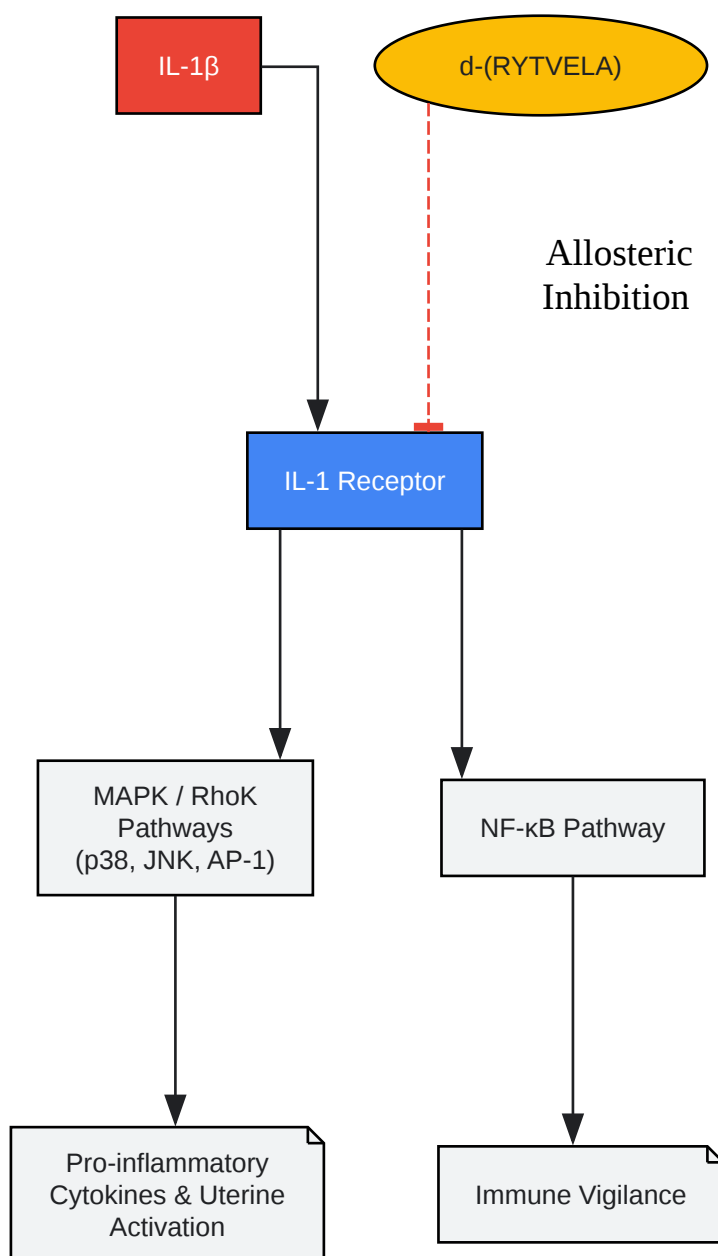 IL-1β
d-(RYTVELA)
Allosteric
Inhibition
IL-1 Receptor
MAPK / RhoK
Pathways
(p38, JNK, AP-1)
NF-κB Pathway
Pro-inflammatory
Cytokines & Uterine
Activation
Immune Vigilance